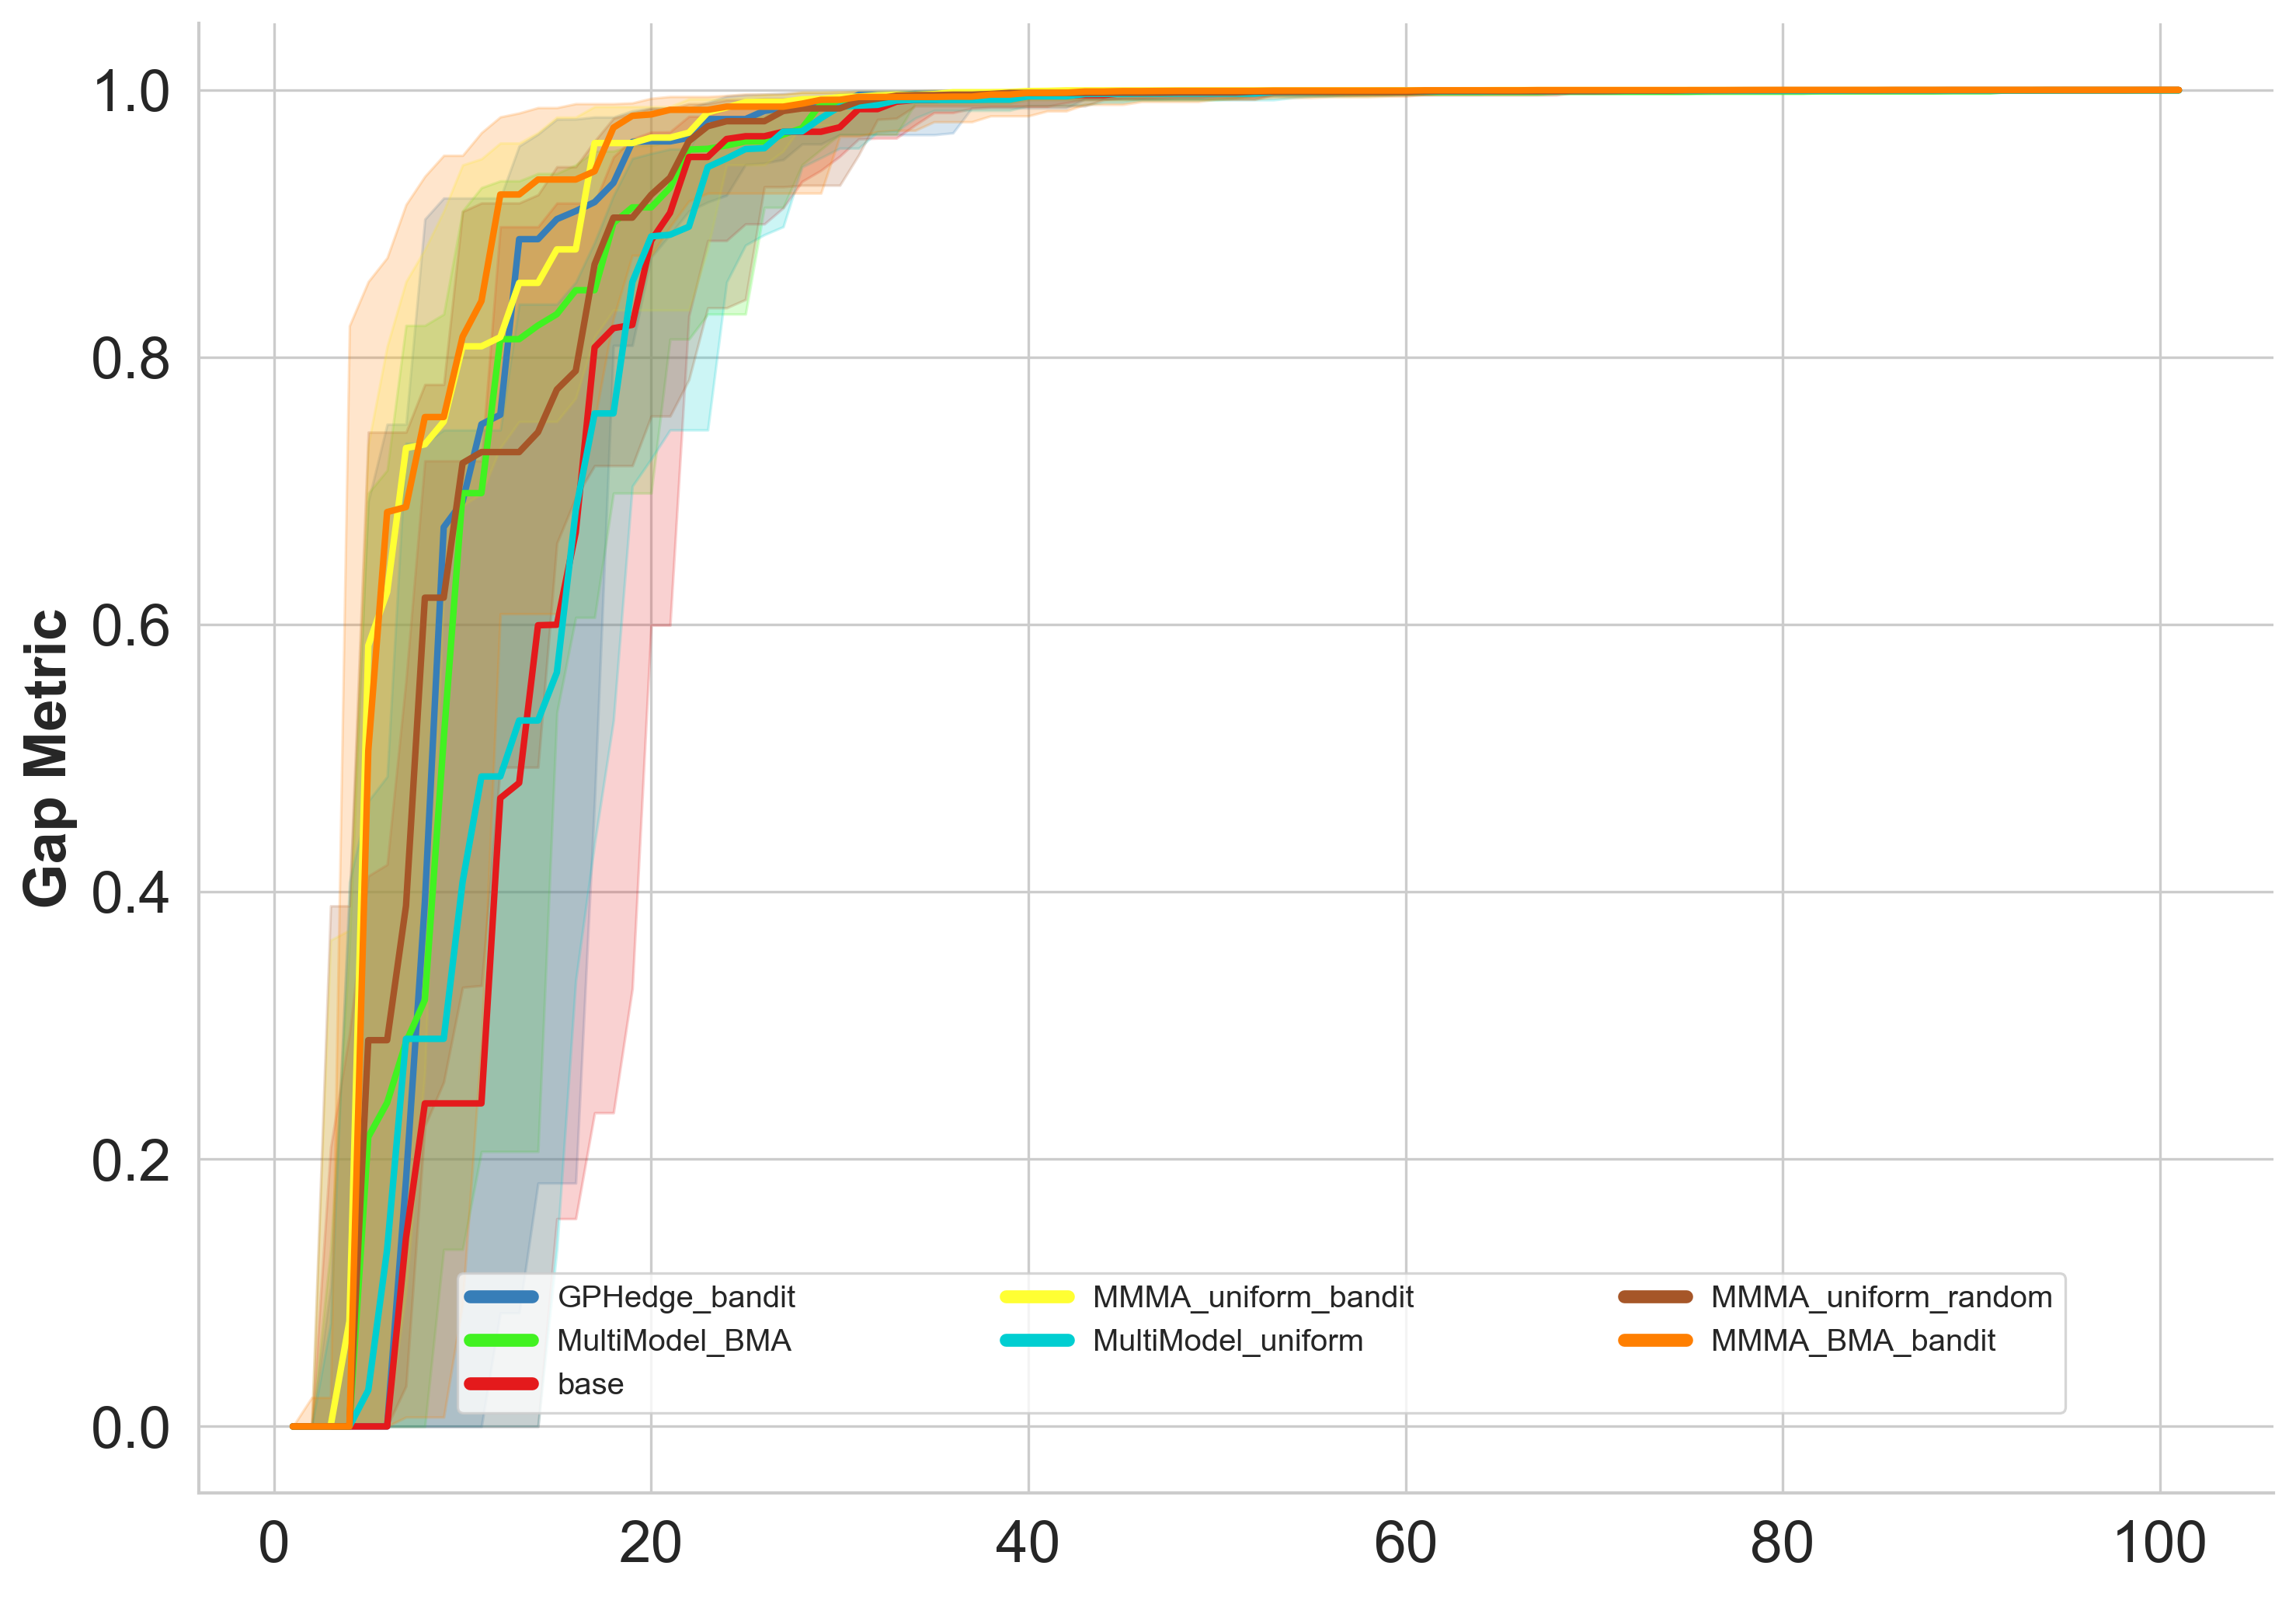 1.0
0.8
0.6
0.4
0.2
0.0
Gap Metric
GPHedge_bandit
MultiModel_BMA
base
MMMA_uniform_bandit
MultiModel_uniform
MMMA_uniform_random
MMMA_BMA_bandit
0 20 40 60 80 100